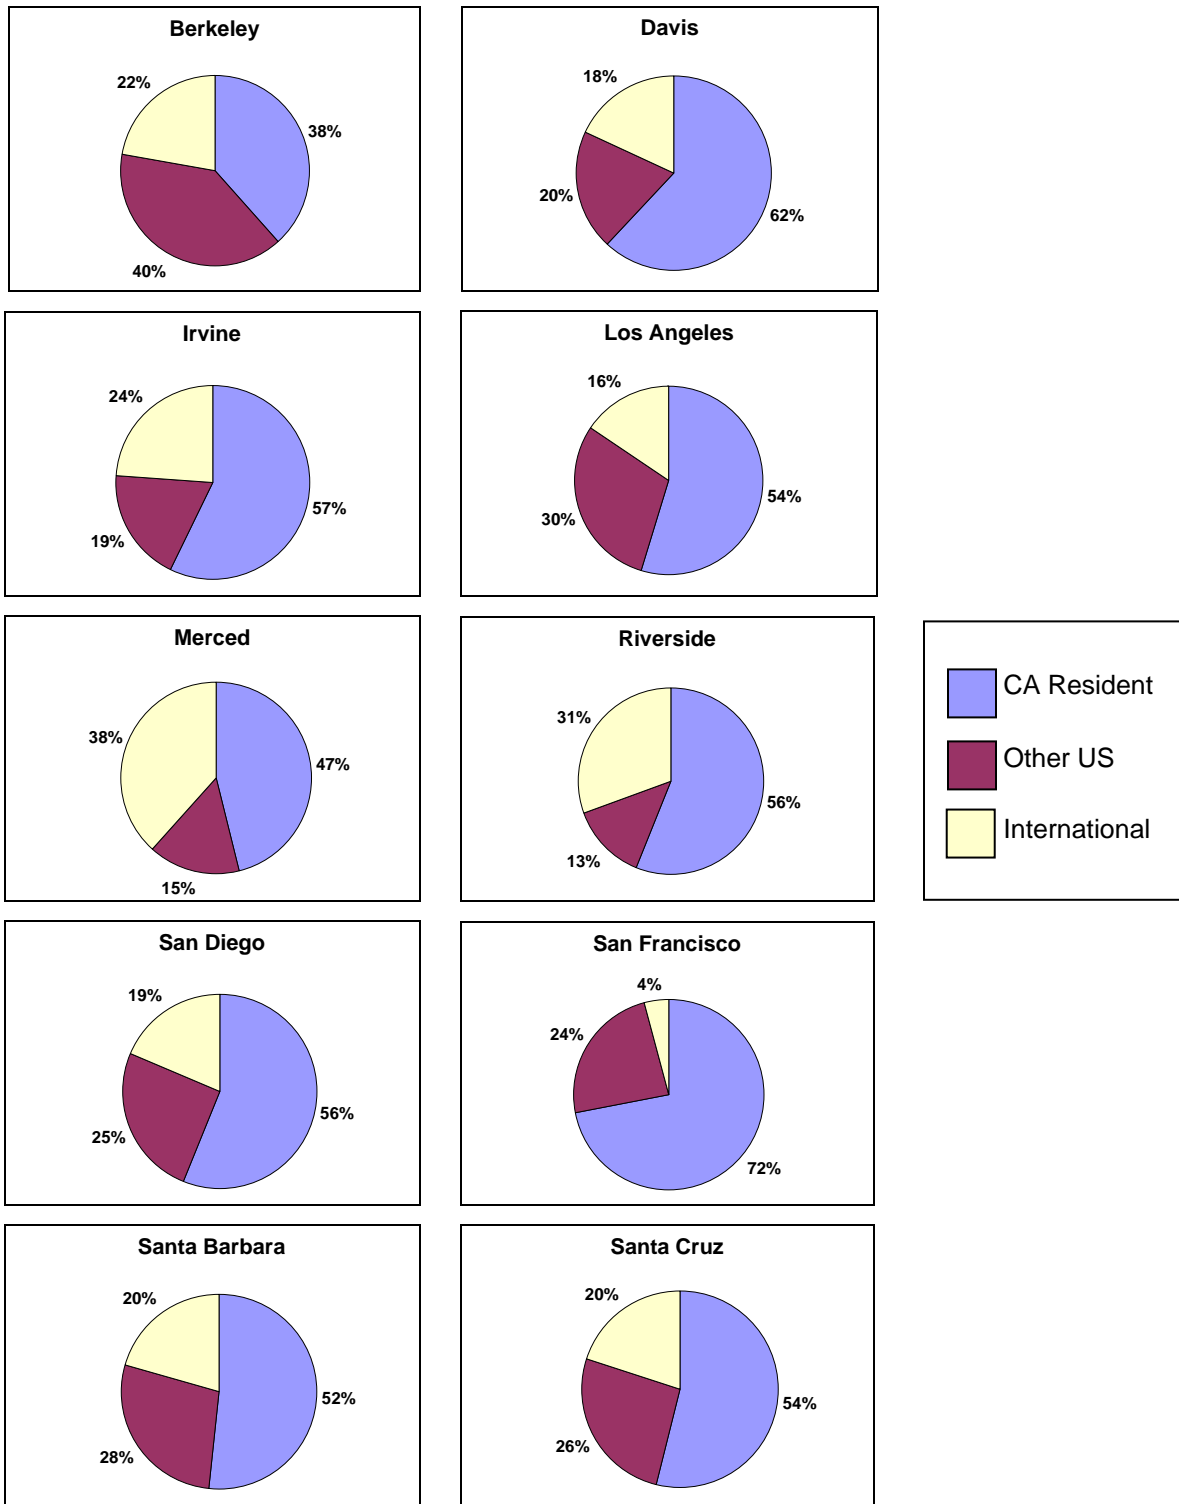 Berkeley
22%
38%
40%
Davis
18%
20%
62%
Irvine
24%
57%
19%
Los Angeles
16%
54%
30%
Merced
38%
47%
15%
Riverside
31%
56%
13%
CA Resident
Other US
International
San Diego
19%
56%
25%
San Francisco
4%
24%
72%
Santa Barbara
20%
52%
28%
Santa Cruz
20%
54%
26%